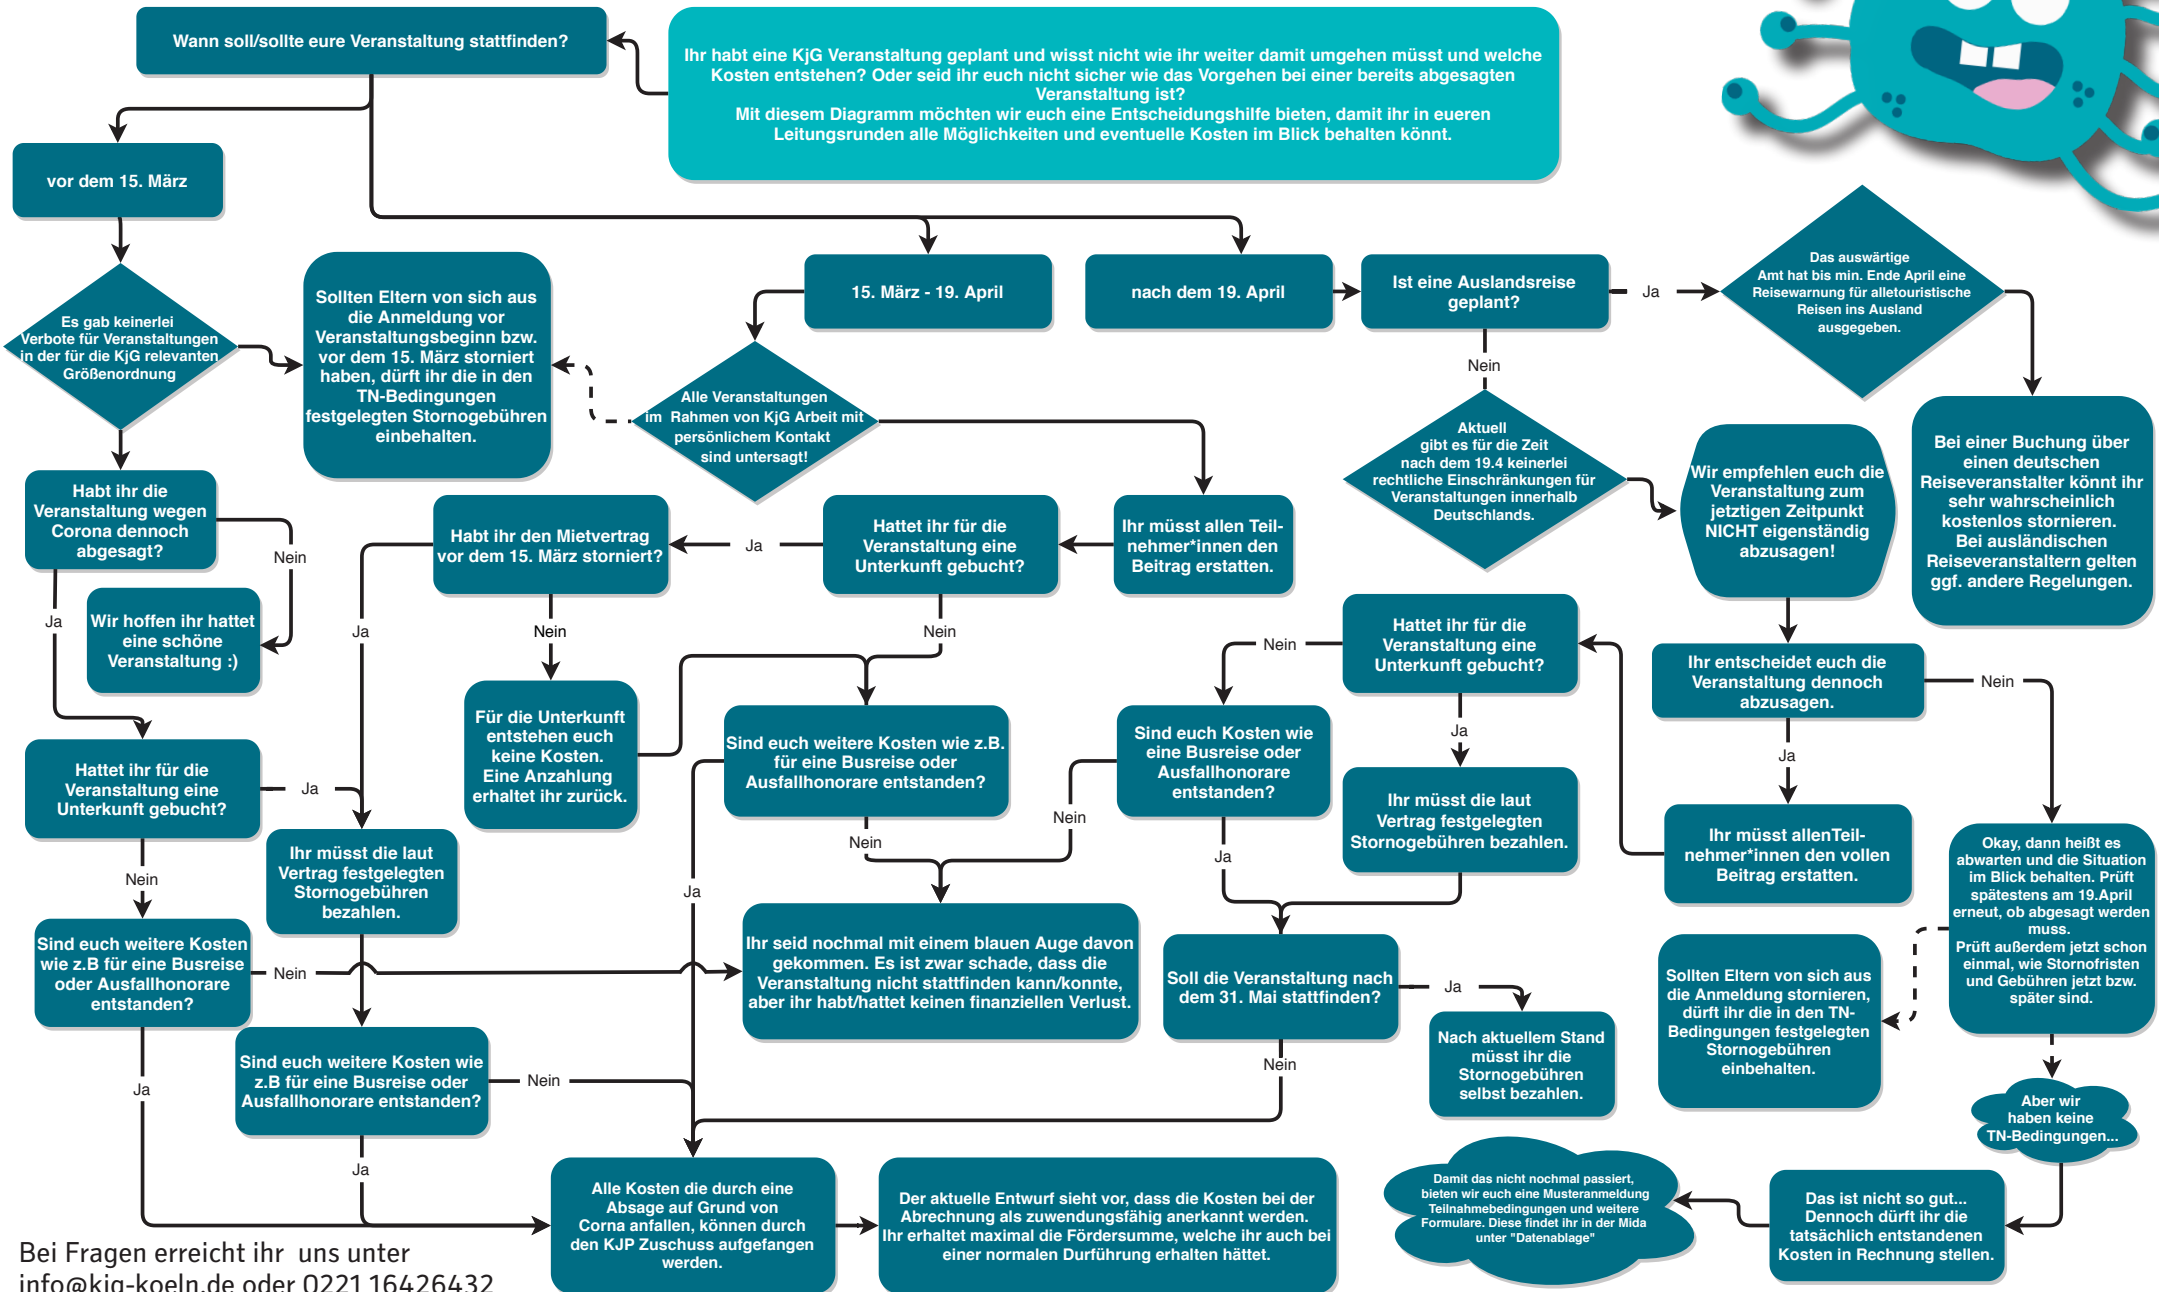 Wann soll/sollte eure Veranstaltung stattfinden?
Ihr habt eine KjG Veranstaltung geplant und wisst nicht wie ihr weiter damit umgehen müsst und welche
Kosten entstehen? Oder seid ihr euch nicht sicher wie das Vorgehen bei einer bereits abgesagten
Veranstaltung ist?
Mit diesem Diagramm möchten wir euch eine Entscheidungshilfe bieten, damit ihr in eueren
Leitungsrunden alle Möglichkeiten und eventuelle Kosten im Blick behalten könnt.
vor dem 15. März
15. März - 19. April
nach dem 19. April
Ist eine Auslandsreise
geplant?
Ja
Das auswärtige
Amt hat bis min. Ende April eine
Reisewarnung für alletouristische
Reisen ins Ausland
ausgegeben.
Es gab keinerlei
Verbote für Veranstaltungen
in der für die KjG relevanten
Größenordnung
Sollten Eltern von sich aus
die Anmeldung vor
Veranstaltungsbeginn bzw.
vor dem 15. März storniert
haben, dürft ihr die in den
TN-Bedingungen
festgelegten Stornogebühren
einbehalten.
Alle Veranstaltungen
im  Rahmen von KjG Arbeit mit
persönlichem Kontakt
sind untersagt!
Nein
Aktuell
gibt es für die Zeit
nach dem 19.4 keinerlei
rechtliche Einschränkungen für
Veranstaltungen innerhalb
Deutschlands.
Wir empfehlen euch die
Veranstaltung zum
jetztigen Zeitpunkt
NICHT eigenständig
abzusagen!
Bei einer Buchung über
einen deutschen
Reiseveranstalter könnt ihr
sehr wahrscheinlich
kostenlos stornieren.
Bei ausländischen
Reiseveranstaltern gelten
ggf. andere Regelungen.
Habt ihr die
Veranstaltung wegen
Corona dennoch
abgesagt?
Nein
Ja
Wir hoffen ihr hattet
eine schöne
Veranstaltung :)
Habt ihr den Mietvertrag
vor dem 15. März storniert?
Ja
Hattet ihr für die
Veranstaltung eine
Unterkunft gebucht?
Ihr müsst allen Teil-
nehmer*innen den
Beitrag erstatten.
Ja
Nein
Nein
Nein
Hattet ihr für die
Veranstaltung eine
Unterkunft gebucht?
Ihr entscheidet euch die
Veranstaltung dennoch
abzusagen.
Nein
Für die Unterkunft
entstehen euch
keine Kosten.
Eine Anzahlung
erhaltet ihr zurück.
Sind euch weitere Kosten wie z.B.
für eine Busreise oder
Ausfallhonorare entstanden?
Sind euch Kosten wie
eine Busreise oder
Ausfallhonorare
entstanden?
Ja
Ja
Hattet ihr für die
Veranstaltung eine
Unterkunft gebucht?
Ja
Ihr müsst die laut
Vertrag festgelegten
Stornogebühren bezahlen.
Ihr müsst allenTeil-
nehmer*innen den vollen
Beitrag erstatten.
Okay, dann heißt es
abwarten und die Situation
im Blick behalten. Prüft
spätestens am 19.April
erneut, ob abgesagt werden
muss.
Prüft außerdem jetzt schon
einmal, wie Stornofristen
und Gebühren jetzt bzw.
später sind.
Nein
Ihr müsst die laut
Vertrag festgelegten
Stornogebühren
bezahlen.
Nein
Nein
Ja
Ja
Sind euch weitere Kosten
wie z.B für eine Busreise
oder Ausfallhonorare
entstanden?
Nein
Ihr seid nochmal mit einem blauen Auge davon
gekommen. Es ist zwar schade, dass die
Veranstaltung nicht stattfinden kann/konnte,
aber ihr habt/hattet keinen finanziellen Verlust.
Soll die Veranstaltung nach
dem 31. Mai stattfinden?
Ja
Sollten Eltern von sich aus
die Anmeldung stornieren,
dürft ihr die in den TN-
Bedingungen festgelegten
Stornogebühren
einbehalten.
Nach aktuellem Stand
müsst ihr die
Stornogebühren
selbst bezahlen.
Ja
Sind euch weitere Kosten wie
z.B für eine Busreise oder
Ausfallhonorare entstanden?
Nein
Nein
Aber wir
haben keine
TN-Bedingungen...
Ja
Alle Kosten die durch eine
Absage auf Grund von
Corna anfallen, können durch
den KJP Zuschuss aufgefangen
werden.
Der aktuelle Entwurf sieht vor, dass die Kosten bei der
Abrechnung als zuwendungsfähig anerkannt werden.
Ihr erhaltet maximal die Fördersumme, welche ihr auch bei
einer normalen Durführung erhalten hättet.
Damit das nicht nochmal passiert,
bieten wir euch eine Musteranmeldung
Teilnahmebedingungen und weitere
Formulare. Diese findet ihr in der Mida
unter "Datenablage"
Das ist nicht so gut...
Dennoch dürft ihr die
tatsächlich entstandenen
Kosten in Rechnung stellen.
Bei Fragen erreicht ihr  uns unter
info@kjg-koeln.de oder 0221 16426432